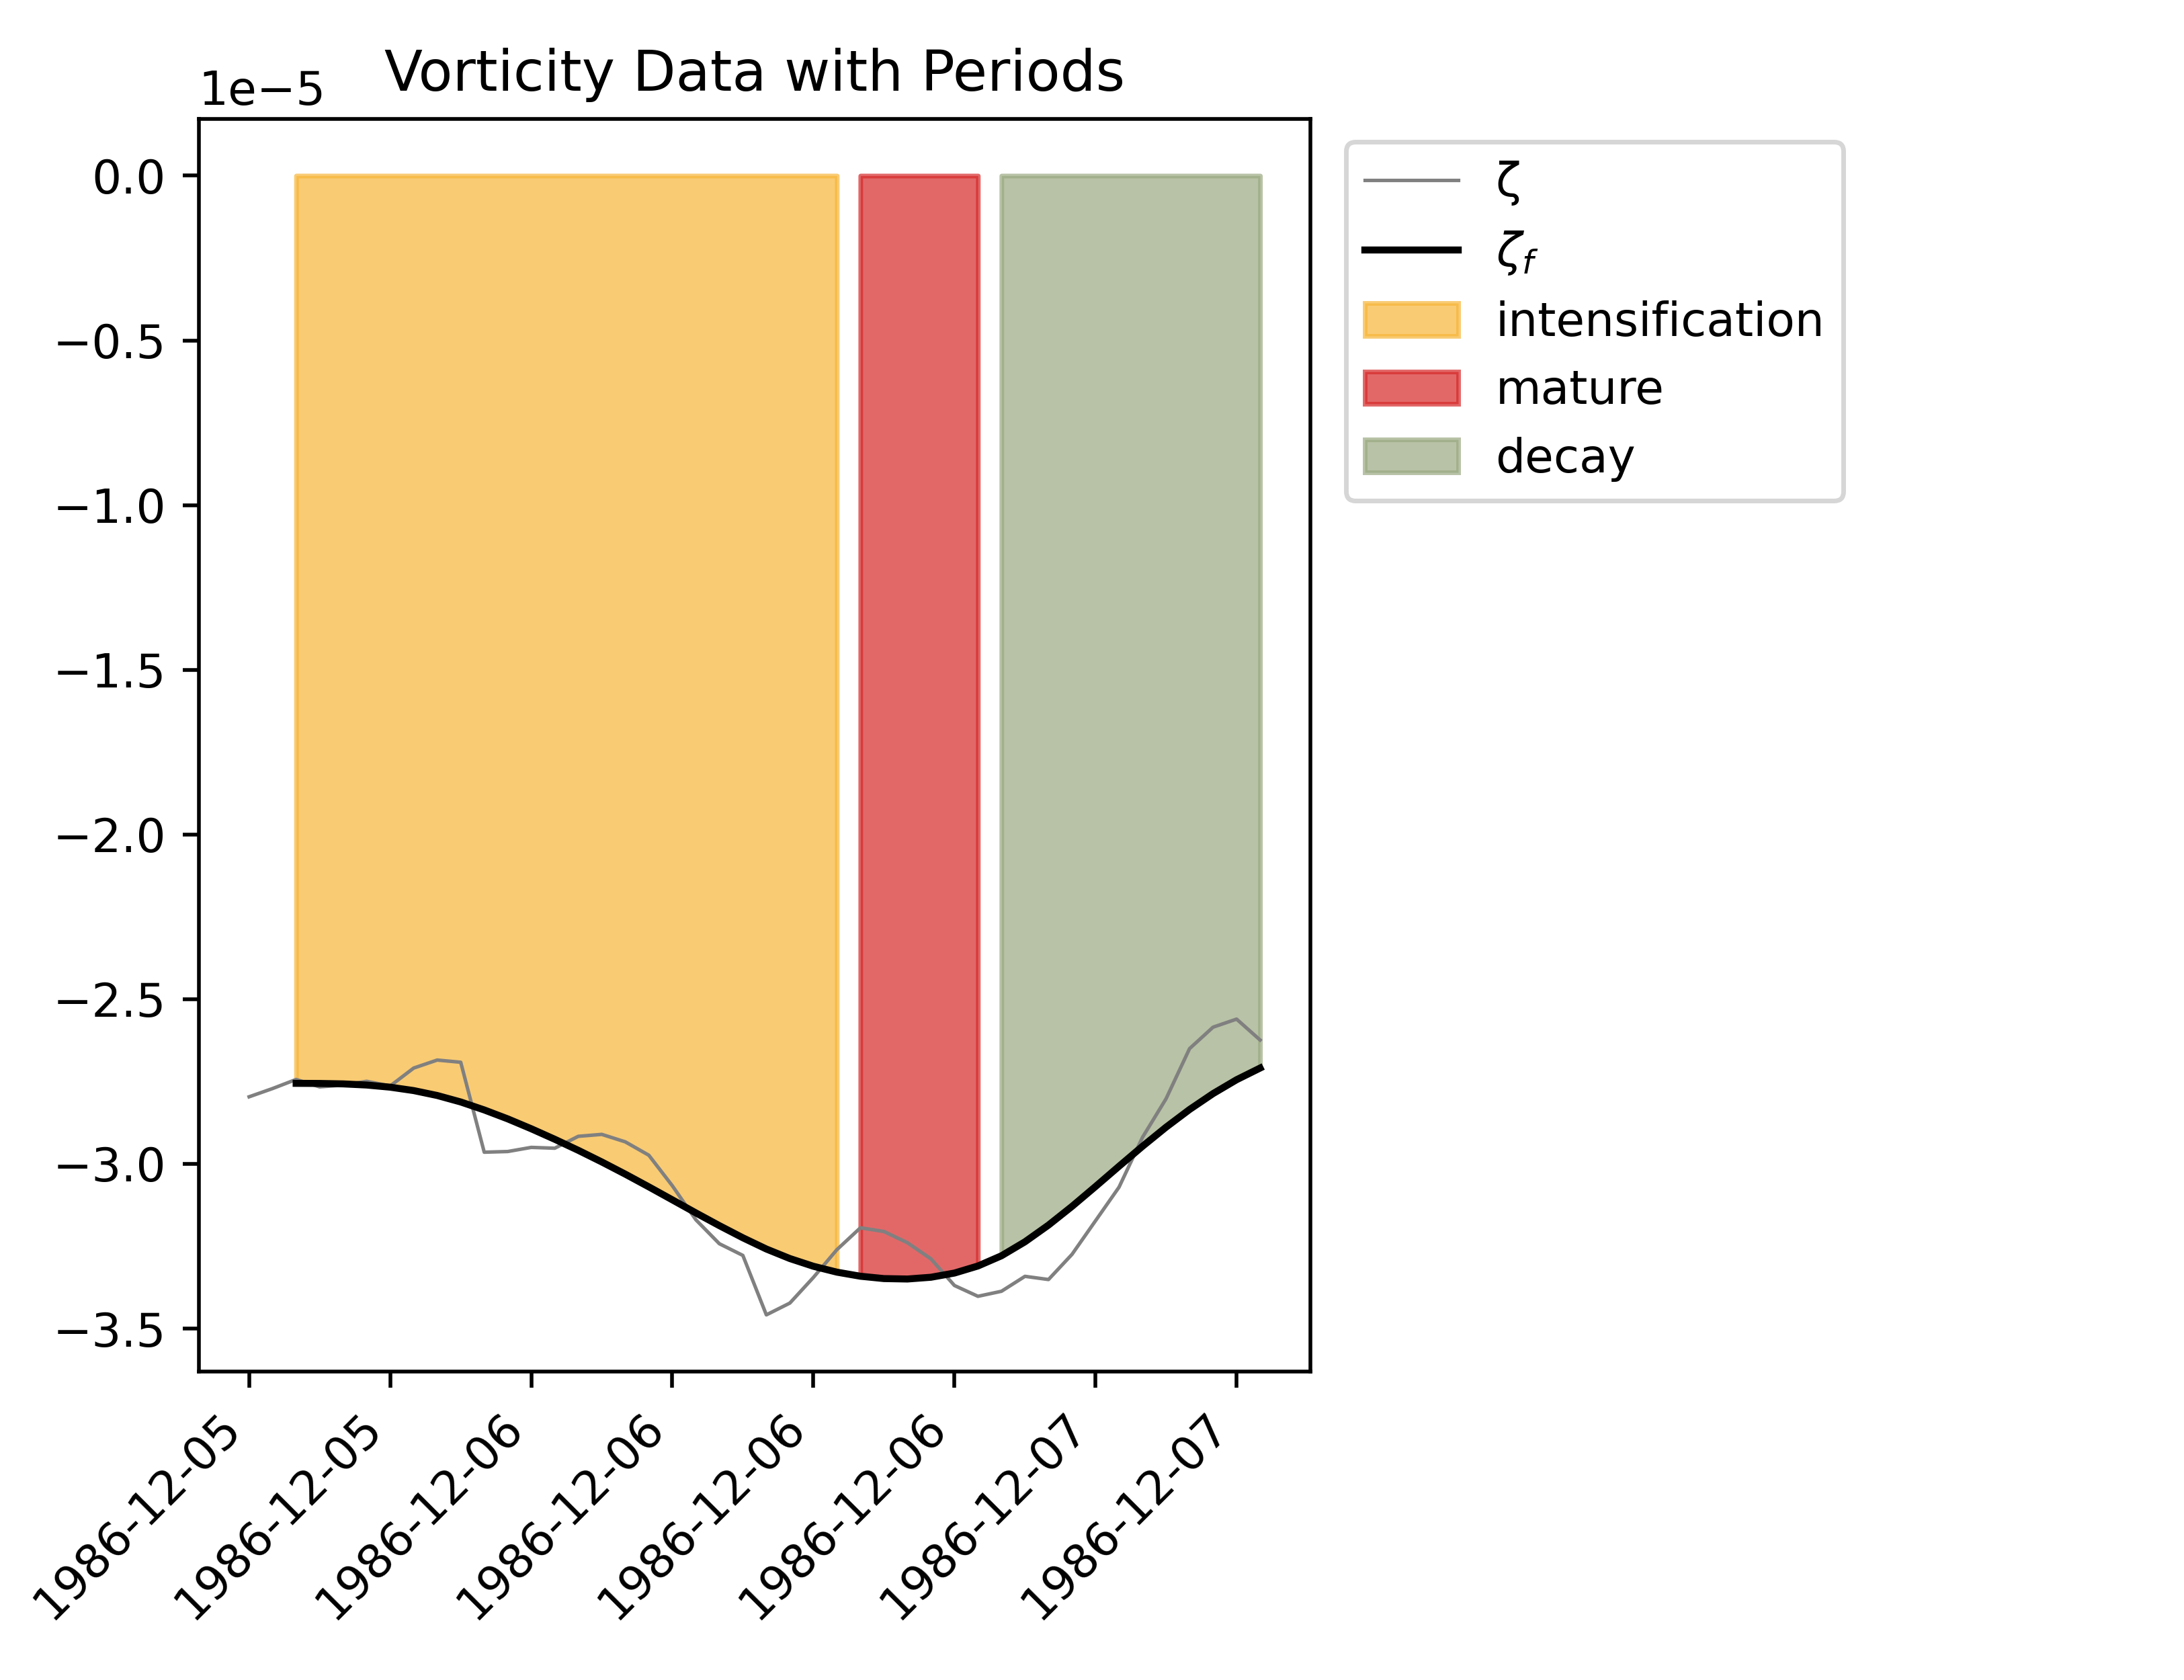 Vorticity Data with Periods
1e−5
0.0
−0.5
−1.0
−1.5
−2.0
−2.5
−3.0
−3.5
1986-12-05
1986-12-05
1986-12-06
1986-12-06
1986-12-06
1986-12-06
1986-12-07
1986-12-07
ζ
ζf
intensification
mature
decay